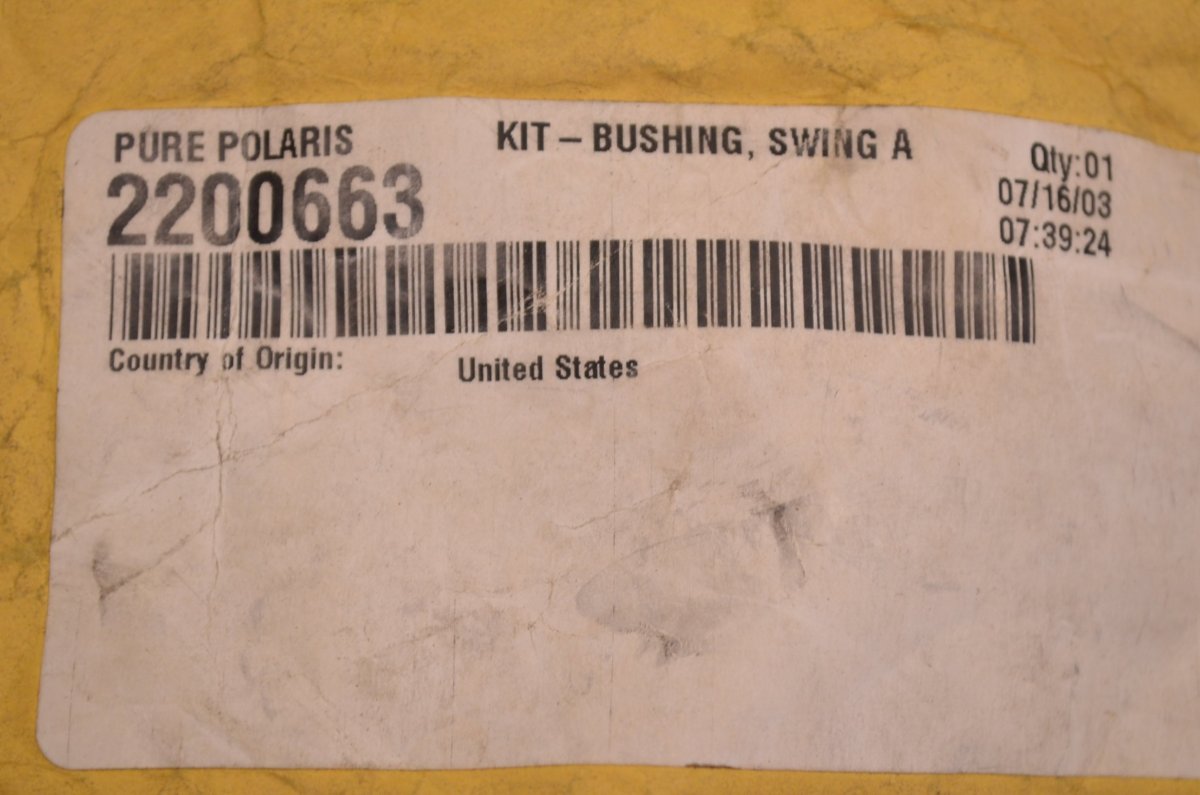 PURE POLARIS
KIT – BUSHING, SWING A
Qty:01
2200663
07/16/03
07:39:24
Country of Origin: United States